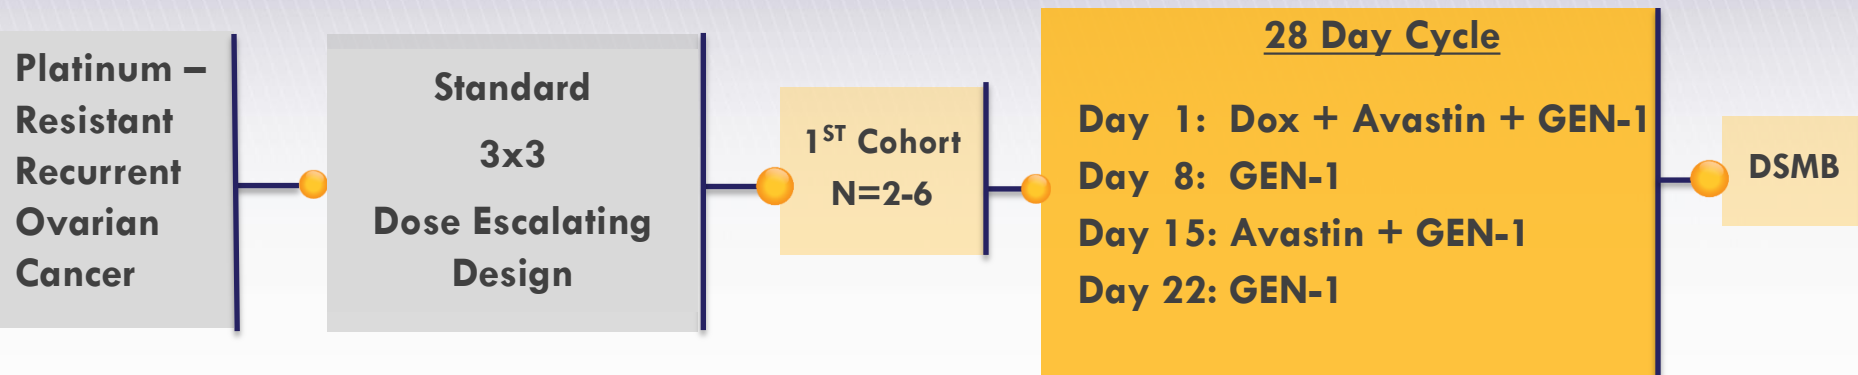 Platinum –
Resistant
Recurrent
Ovarian
Cancer
Standard
3x3
Dose Escalating
Design
1ST Cohort
N=2-6
28 Day Cycle
Day 1: Dox + Avastin + GEN-1
Day 8: GEN-1
Day 15: Avastin + GEN-1
Day 22: GEN-1
DSMB